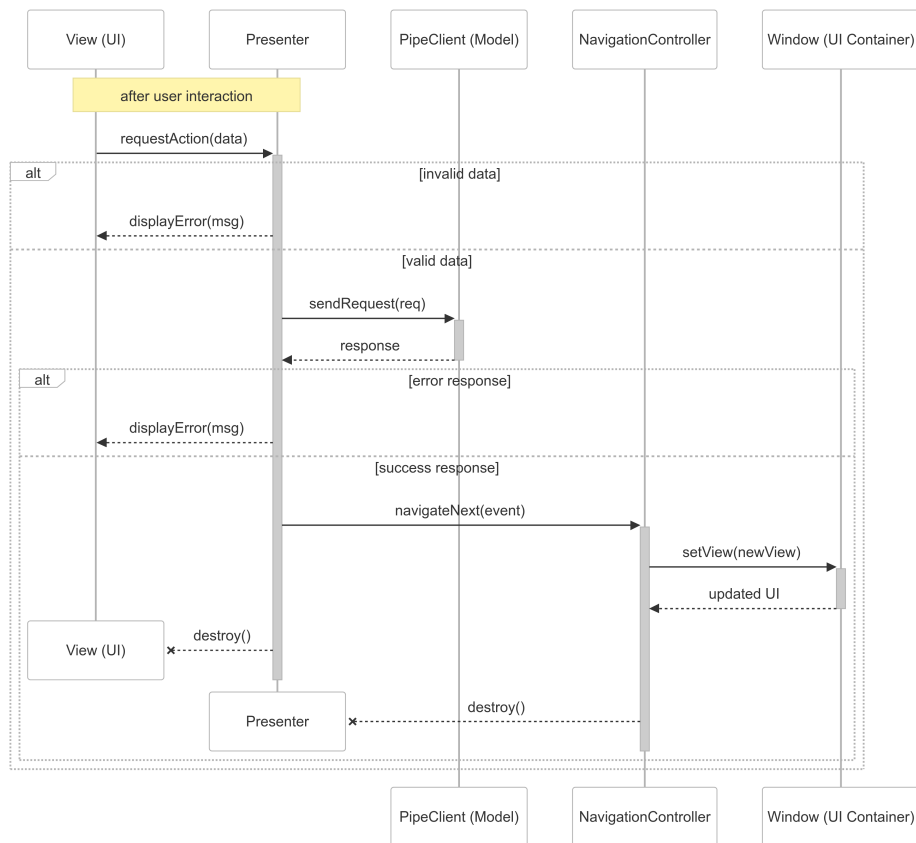 View (UI)
Presenter
PipeClient (Model)
NavigationController
Window (UI Container)
after user interaction
requestAction(data)
alt
[invalid data]
displayError(msg)
[valid data]
sendRequest(req)
response
alt
[error response]
displayError(msg)
[success response]
navigateNext(event)
setView(newView)
updated UI
destroy()
View (UI)
destroy()
Presenter
PipeClient (Model)
NavigationController
Window (UI Container)